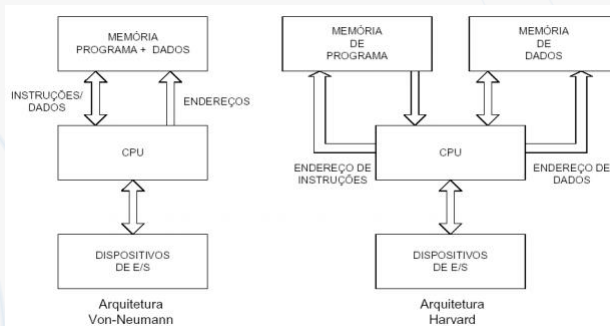 MEMÓRIA
PROGRAMA + DADOS
INSTRUÇÕES/
DADOS
ENDEREÇOS
CPU
DISPOSITIVOS
DE E/S
Arquitetura
Von-Neumann
MEMÓRIA
DE
PROGRAMA
MEMÓRIA
DE
DADOS
CPU
ENDEREÇO DE
INSTRUÇÕES
ENDEREÇO DE
DADOS
DISPOSITIVOS
DE E/S
Arquitetura
Harvard